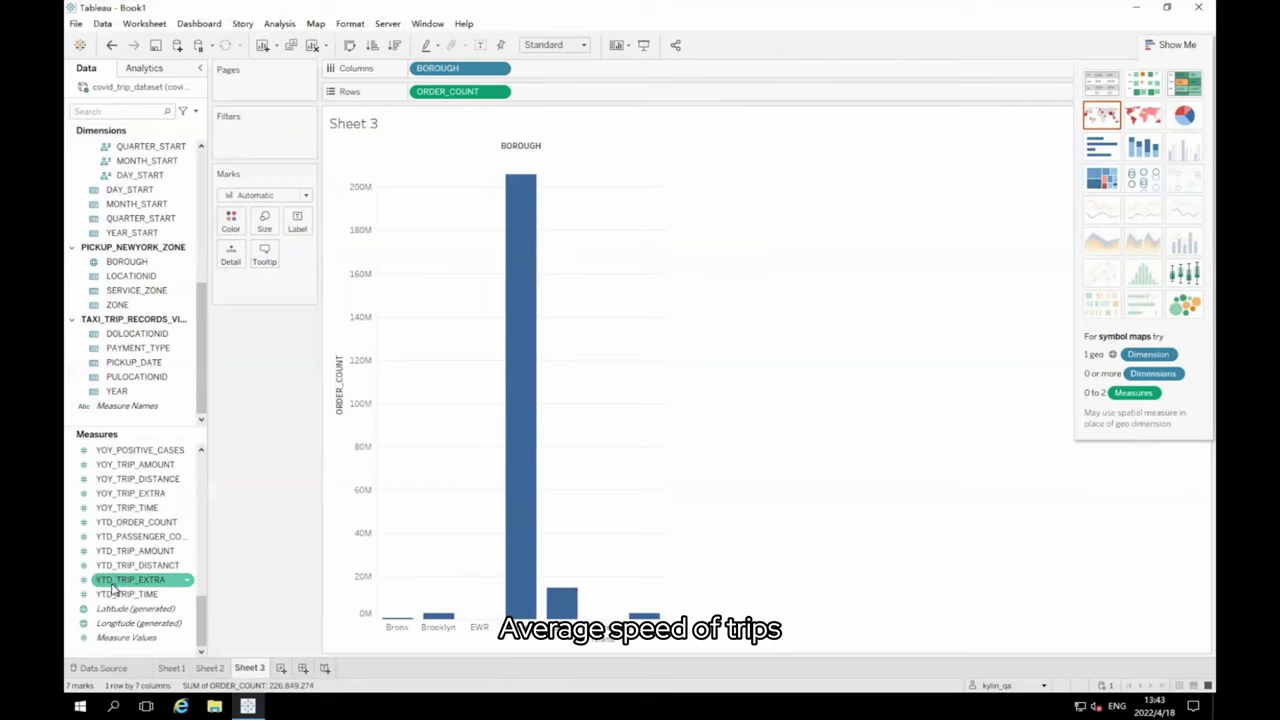 Tableau - Book1
File Data Worksheet Dashboard Story Analysis Map Format Server Window Help
Standard
Show Me
Data Analytics
covid_trip_dataset (covi...
Search
Dimensions
QUARTER_START
MONTH_START
DAY_START
DAY_START
MONTH_START
QUARTER_START
YEAR_START
PICKUP_NEWYORK_ZONE
BOROUGH
LOCATIONID
SERVICE_ZONE
ZONE
TAXI_TRIP_RECORDS_VI...
DOLOCATIONID
PAYMENT_TYPE
PICKUP_DATE
PULOCATIONID
YEAR
Abc Measure Names
Measures
YOY_POSITIVE_CASES
YOY_TRIP_AMOUNT
YOY_TRIP_DISTANCE
YOY_TRIP_EXTRA
YOY_TRIP_TIME
YTD_ORDER_COUNT
YTD_PASSENGER_CO...
YTD_TRIP_AMOUNT
YTD_TRIP_DISTANCT
YTD_TRIP_EXTRA
YTD_TRIP_TIME
Latitude (generated)
Longitude (generated)
Measure Values
Pages
Filters
Marks
Automatic
Color Size Label
Detail Tooltip
Columns BOROUGH
Rows ORDER_COUNT
Sheet 3
BOROUGH
200M
180M
160M
140M
120M
100M
80M
60M
40M
20M
0M
ORDER_COUNT
Bronx Brooklyn EWR
Average speed of trips
For symbol maps try
1 geo Dimension
0 or more Dimensions
0 to 2 Measures
May use spatial measure in
place of geo dimension
Data Source Sheet 1 Sheet 2 Sheet 3
7 marks 1 row by 7 columns SUM of ORDER_COUNT: 226,849,274
kylin_qa
1
ENG
13:43
2022/4/18